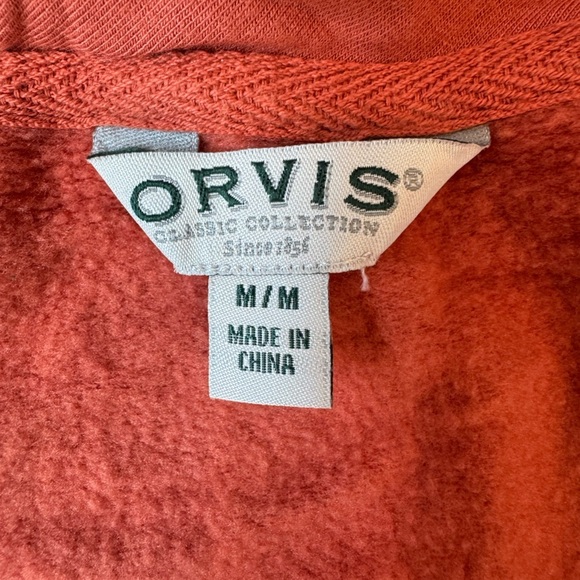 ORVIS®
CLASSIC COLLECTION
Since 1856
M/M
MADE IN
CHINA